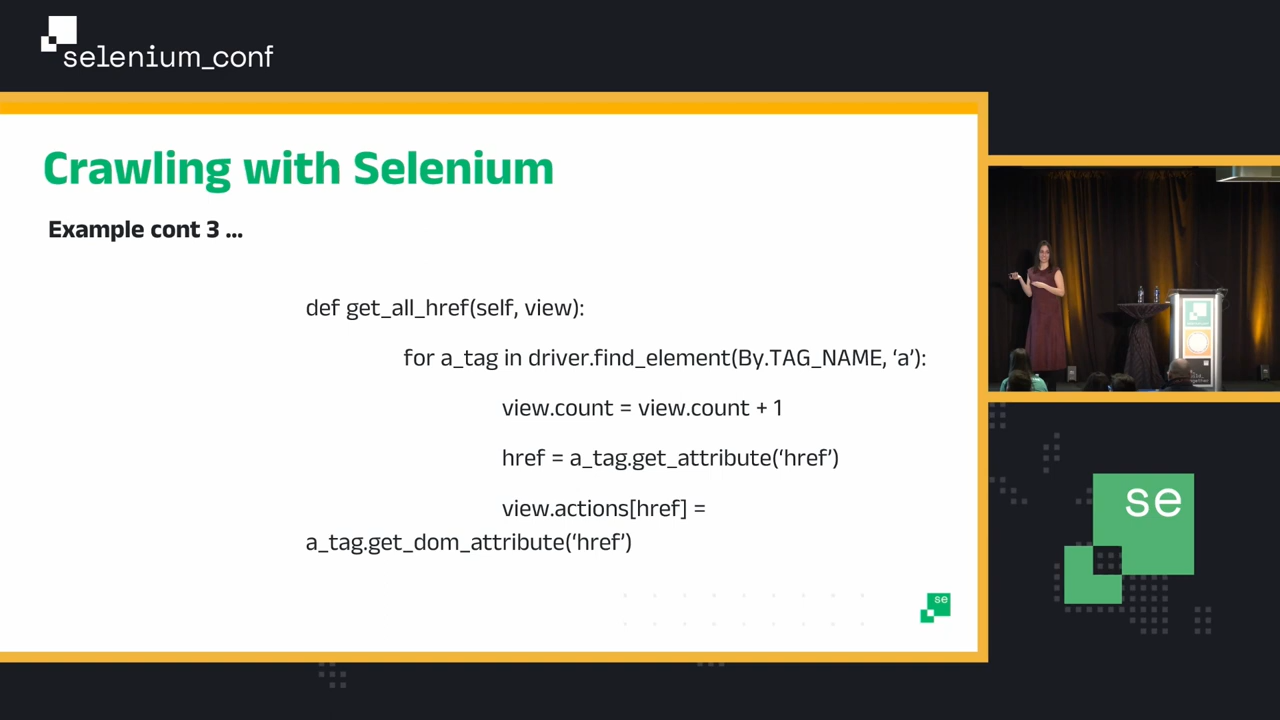 selenium_conf
Crawling with Selenium
Example cont 3 ...
def get_all_href(self, view):
for a_tag in driver.find_element(By.TAG_NAME, ‘a’):
view.count = view.count + 1
href = a_tag.get_attribute(‘href’)
view.actions[href] =
a_tag.get_dom_attribute(‘href’)
se
se